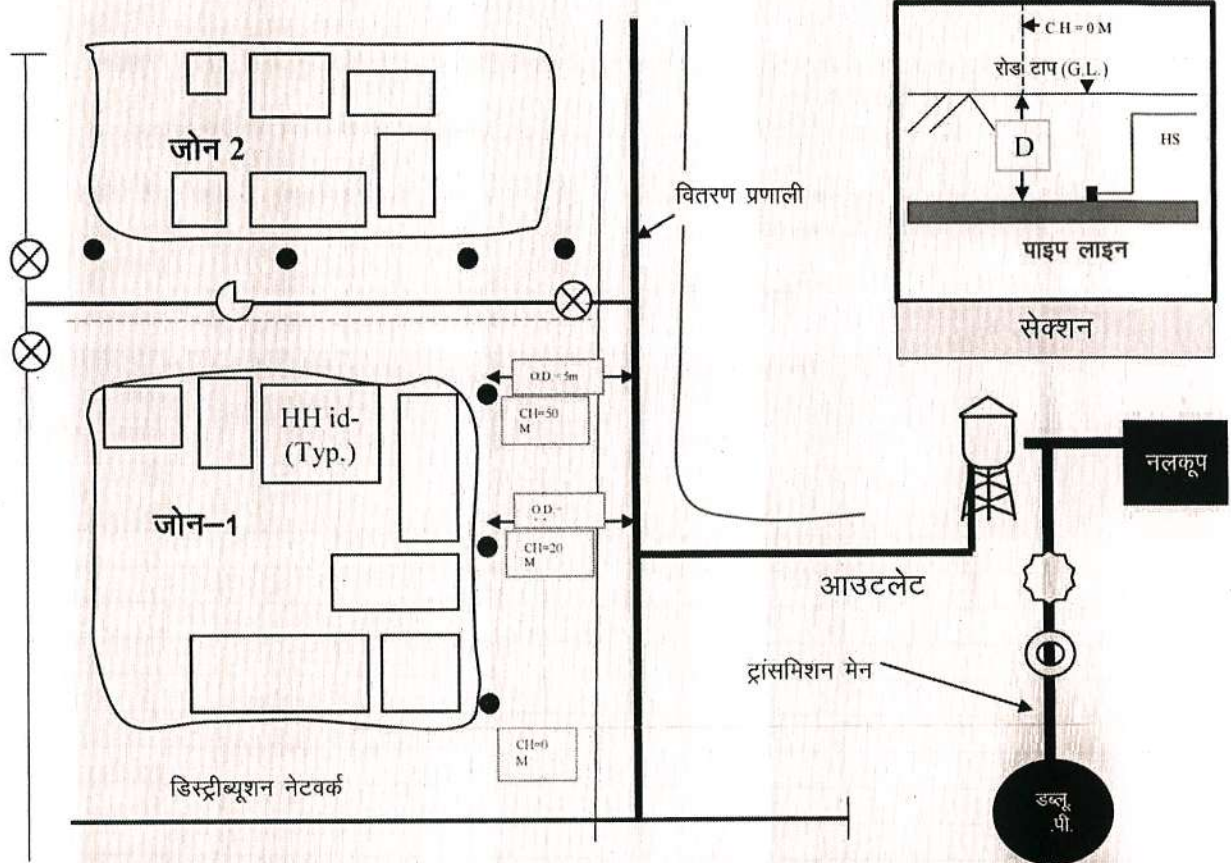 C.H = 0 M
रोड टाप (G.L.)
D
HS
पाइप लाइन
सेक्शन
जोन 2
वितरण प्रणाली
O.D.- 5m
CH=50
M
HH id-
(Typ.)
जोन–1
O.D.-
CH=20
M
नलकूप
आउटलेट
ट्रांसमिशन मेन
CH=0
M
डिस्ट्रीब्यूशन नेटवर्क
डब्लू
.पी.